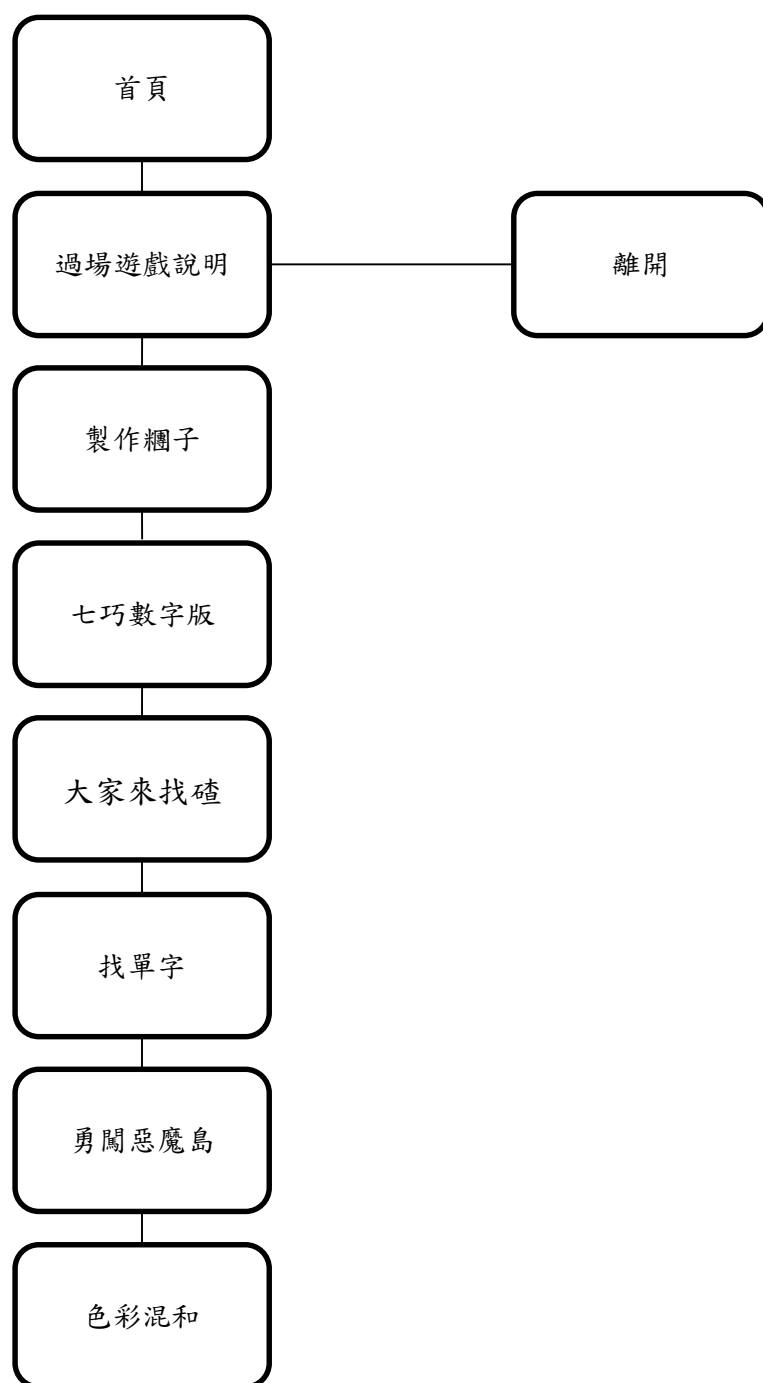 首頁
過場遊戲說明
離開
製作糰子
七巧數字版
大家來找碴
找單字
勇闖惡魔島
色彩混和